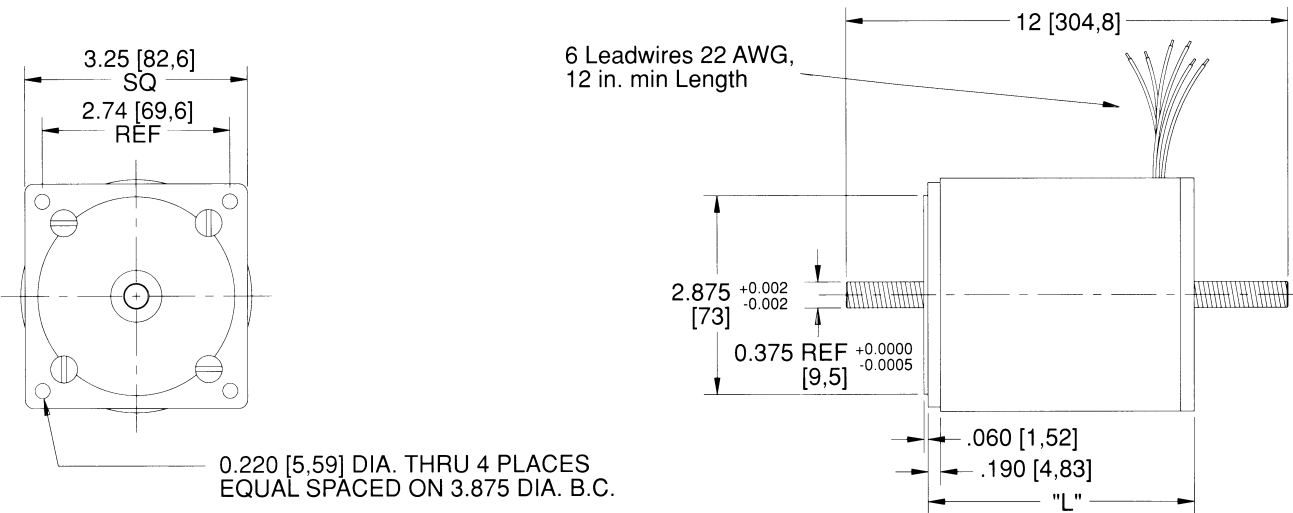 3.25 [82,6]
SQ
2.74 [69,6]
REF
6 Leadwires 22 AWG,
12 in. min Length
12 [304,8]
2.875 +0.002
-0.002
[73]
0.375 REF +0.0000
-0.0005
[9,5]
.060 [1,52]
.190 [4,83]
"L"
0.220 [5,59] DIA. THRU 4 PLACES
EQUAL SPACED ON 3.875 DIA. B.C.